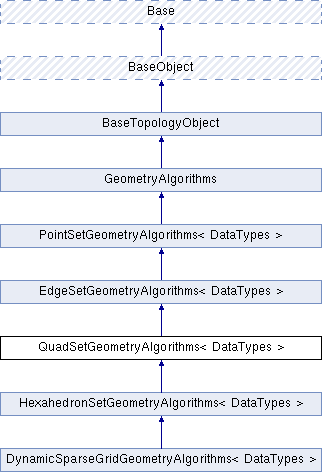 Base
BaseObject
BaseTopologyObject
GeometryAlgorithms
PointSetGeometryAlgorithms< DataTypes >
EdgeSetGeometryAlgorithms< DataTypes >
QuadSetGeometryAlgorithms< DataTypes >
HexahedronSetGeometryAlgorithms< DataTypes >
DynamicSparseGridGeometryAlgorithms< DataTypes >